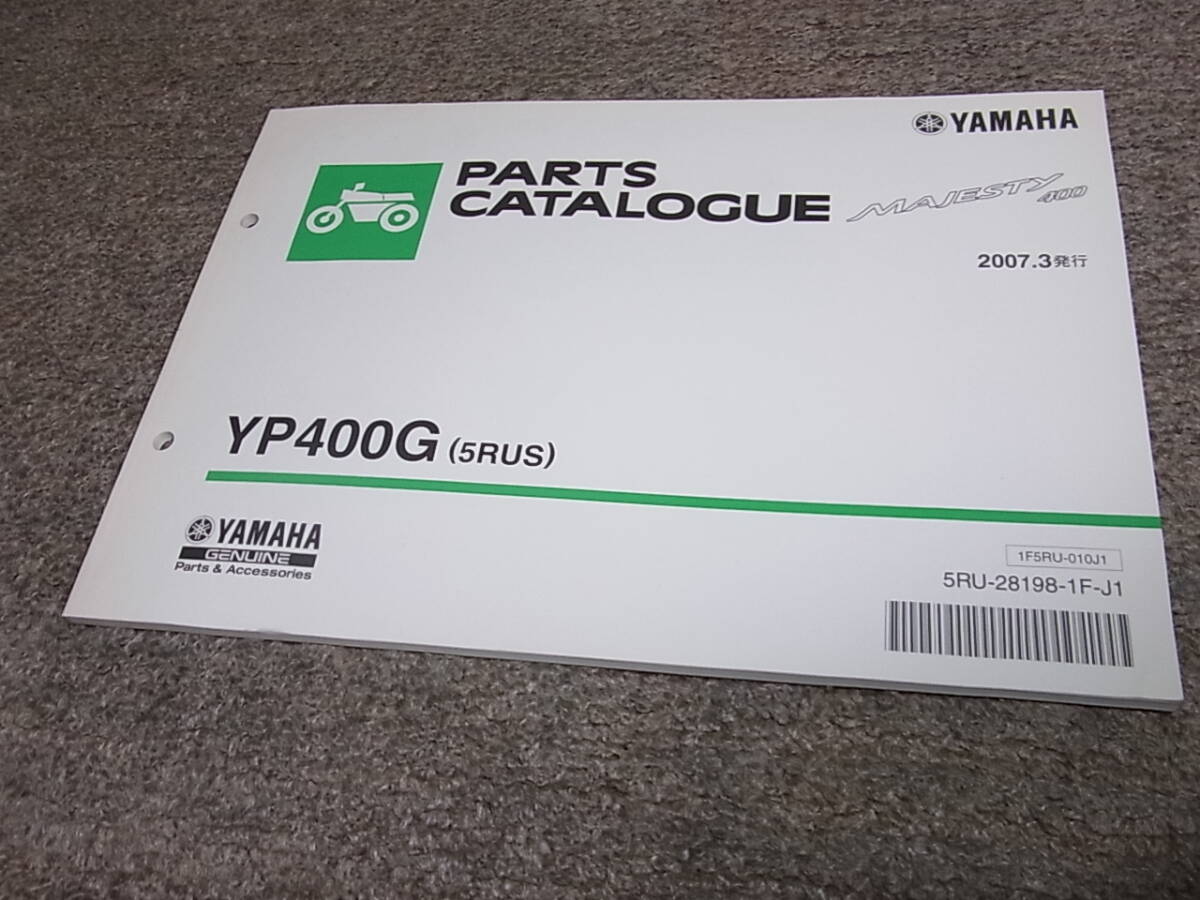 YAMAHA
PARTS
CATALOGUE
MAJESTY
400
2007.3発行
YP400G (5RUS)
YAMAHA
GENUINE
Parts & Accessories
1F5RU-010J1
5RU-28198-1F-J1